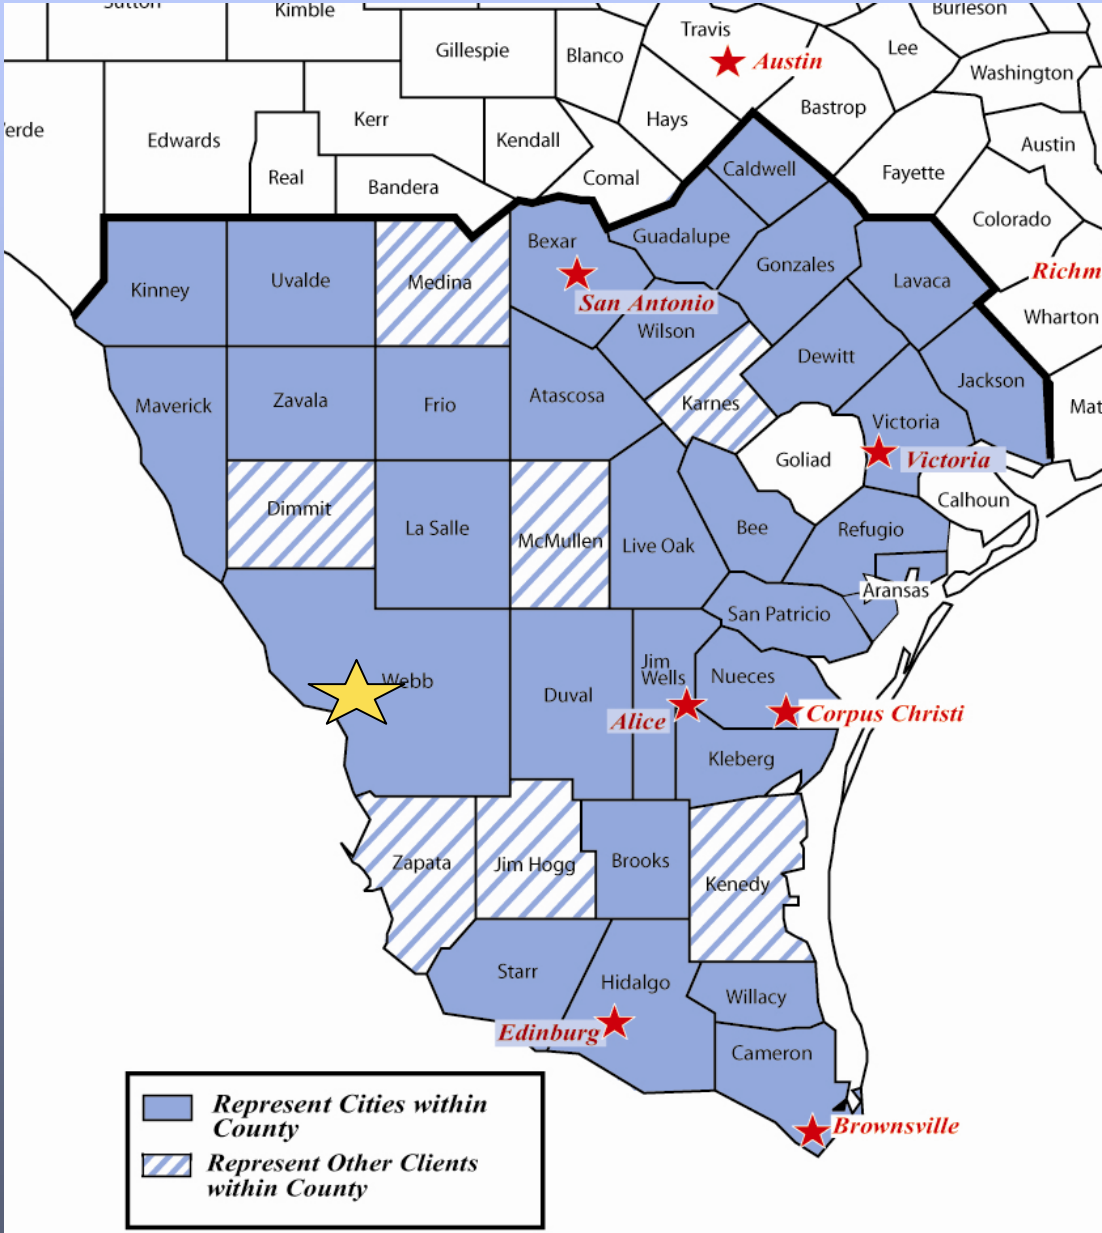 Sutton
Kimble
Gillespie
Blanco
Travis
Austin
Burleson
Lee
Washington
erde
Edwards
Kerr
Kendall
Hays
Bastrop
Austin
Real
Bandera
Comal
Caldwell
Fayette
Colorado
Kinney
Uvalde
Medina
Bexar
San Antonio
Guadalupe
Gonzales
Lavaca
Richm
Wharton
Wilson
Dewitt
Jackson
Mat
Maverick
Zavala
Frio
Atascosa
Karnes
Victoria
Victoria
Goliad
Calhoun
Dimmit
La Salle
McMullen
Live Oak
Bee
Refugio
Aransas
San Patricio
Webb
Duval
Jim
Wells
Nueces
Alice
Corpus Christi
Kleberg
Zapata
Jim Hogg
Brooks
Kenedy
Starr
Hidalgo
Willacy
Edinburg
Cameron
Brownsville
Represent Cities within
County
Represent Other Clients
within County